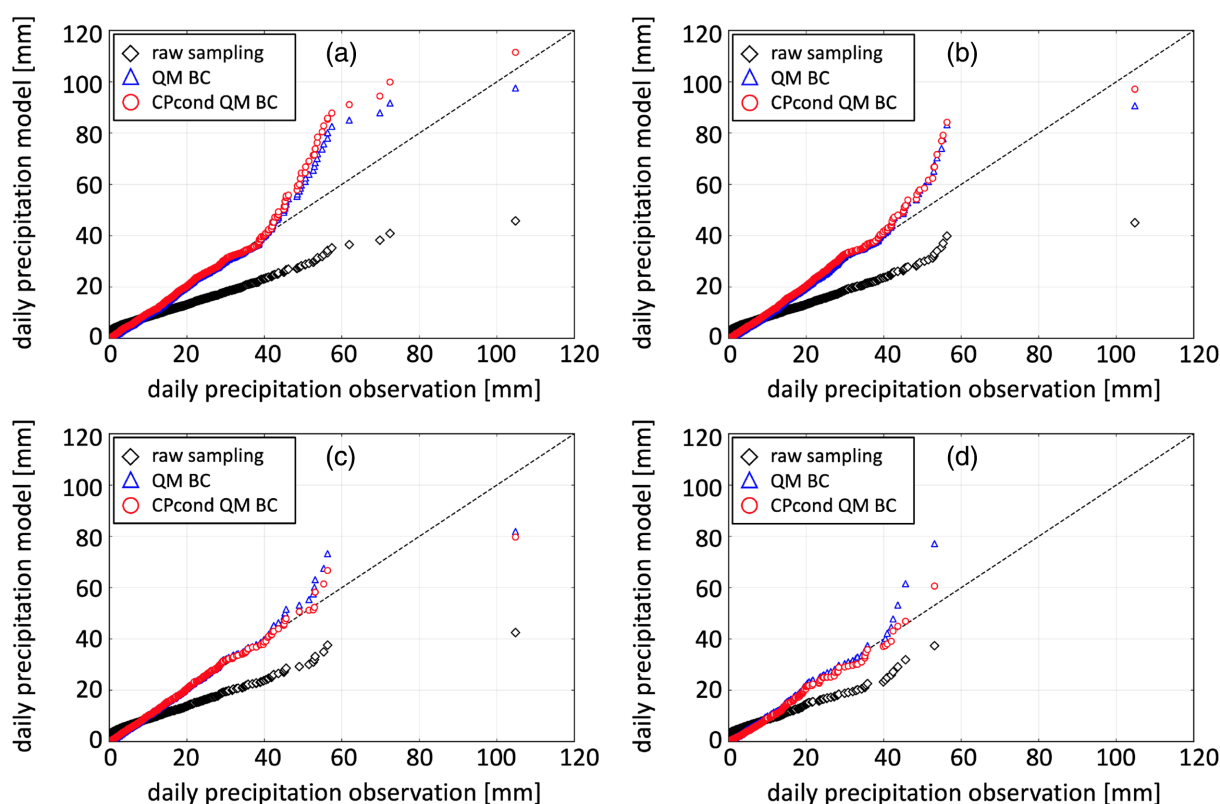 daily precipitation model [mm]
120
100
80
60
40
20
0
raw sampling
QM BC
CPcond QM BC
(a)
0 20 40 60 80 100 120
daily precipitation observation [mm]
daily precipitation model [mm]
120
100
80
60
40
20
0
raw sampling
QM BC
CPcond QM BC
(b)
0 20 40 60 80 100 120
daily precipitation observation [mm]
daily precipitation model [mm]
120
100
80
60
40
20
0
raw sampling
QM BC
CPcond QM BC
(c)
0 20 40 60 80 100 120
daily precipitation observation [mm]
daily precipitation model [mm]
120
100
80
60
40
20
0
raw sampling
QM BC
CPcond QM BC
(d)
0 20 40 60 80 100 120
daily precipitation observation [mm]